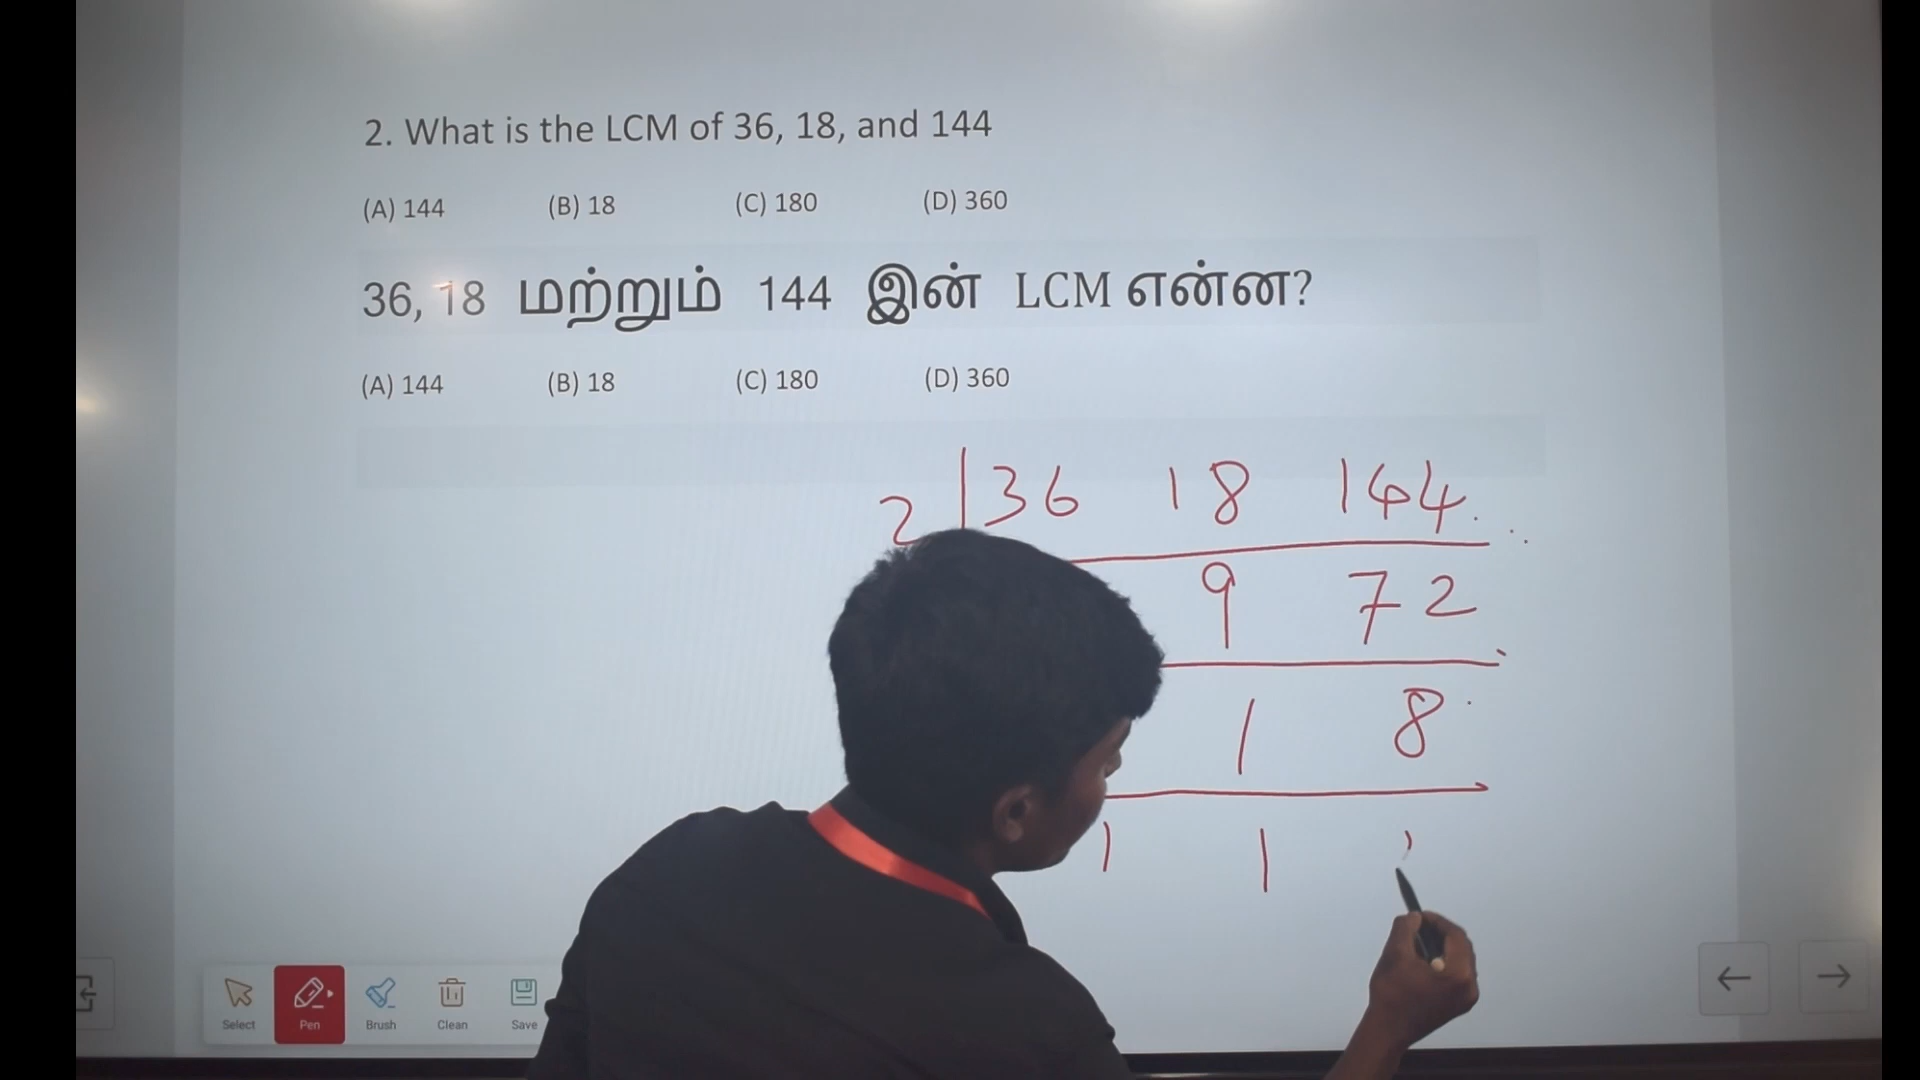 2. What is the LCM of 36, 18, and 144
(A) 144 (B) 18 (C) 180 (D) 360
36, 18 மற்றும் 144 இன் LCM என்ன?
(A) 144 (B) 18 (C) 180 (D) 360
2 36 18 144
9 72
1 8
1 1
Select Pen Brush Clean Save